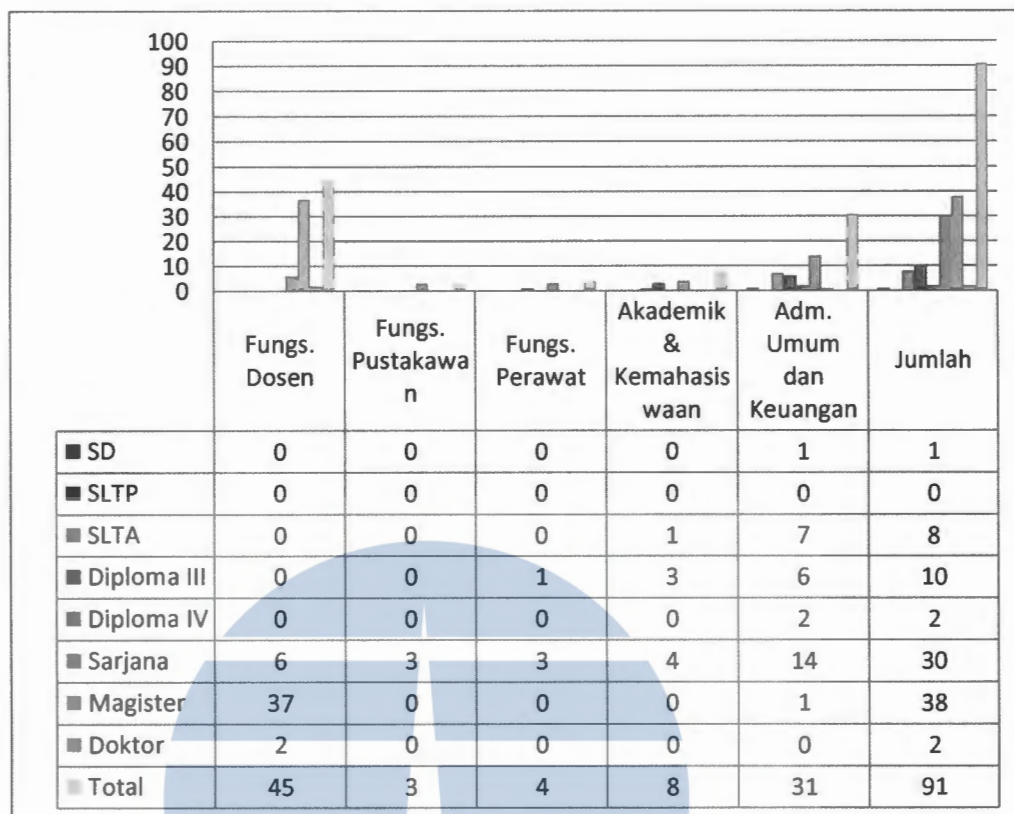 100
90
80
70
60
50
40
30
20
10
0
Fungs. Dosen Fungs. Pustakawa n Fungs. Perawat Akademik & Kemahasis waan Adm. Umum dan Keuangan Jumlah
SD 0 0 0 0 1 1
SLTP 0 0 0 0 0 0
SLTA 0 0 0 1 7 8
Diploma III 0 0 1 3 6 10
Diploma IV 0 0 0 0 2 2
Sarjana 6 3 3 4 14 30
Magister 37 0 0 0 1 38
Doktor 2 0 0 0 0 2
Total 45 3 4 8 31 91